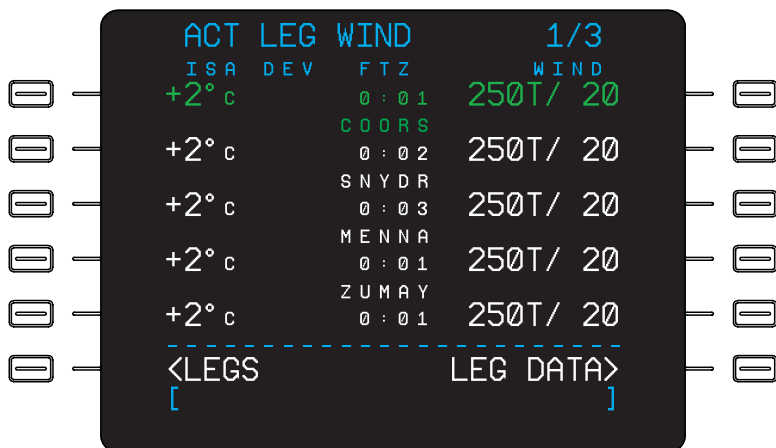 ACT LEG WIND 1/3
ISA DEV FTZ WIND
+2°C 0:01 250T/ 20
COORS
+2°C 0:02 250T/ 20
SNYDR
+2°C 0:03 250T/ 20
MENNA
+2°C 0:01 250T/ 20
ZUMAY
+2°C 0:01 250T/ 20
--------------------
<LEGS LEG DATA>
[ ]